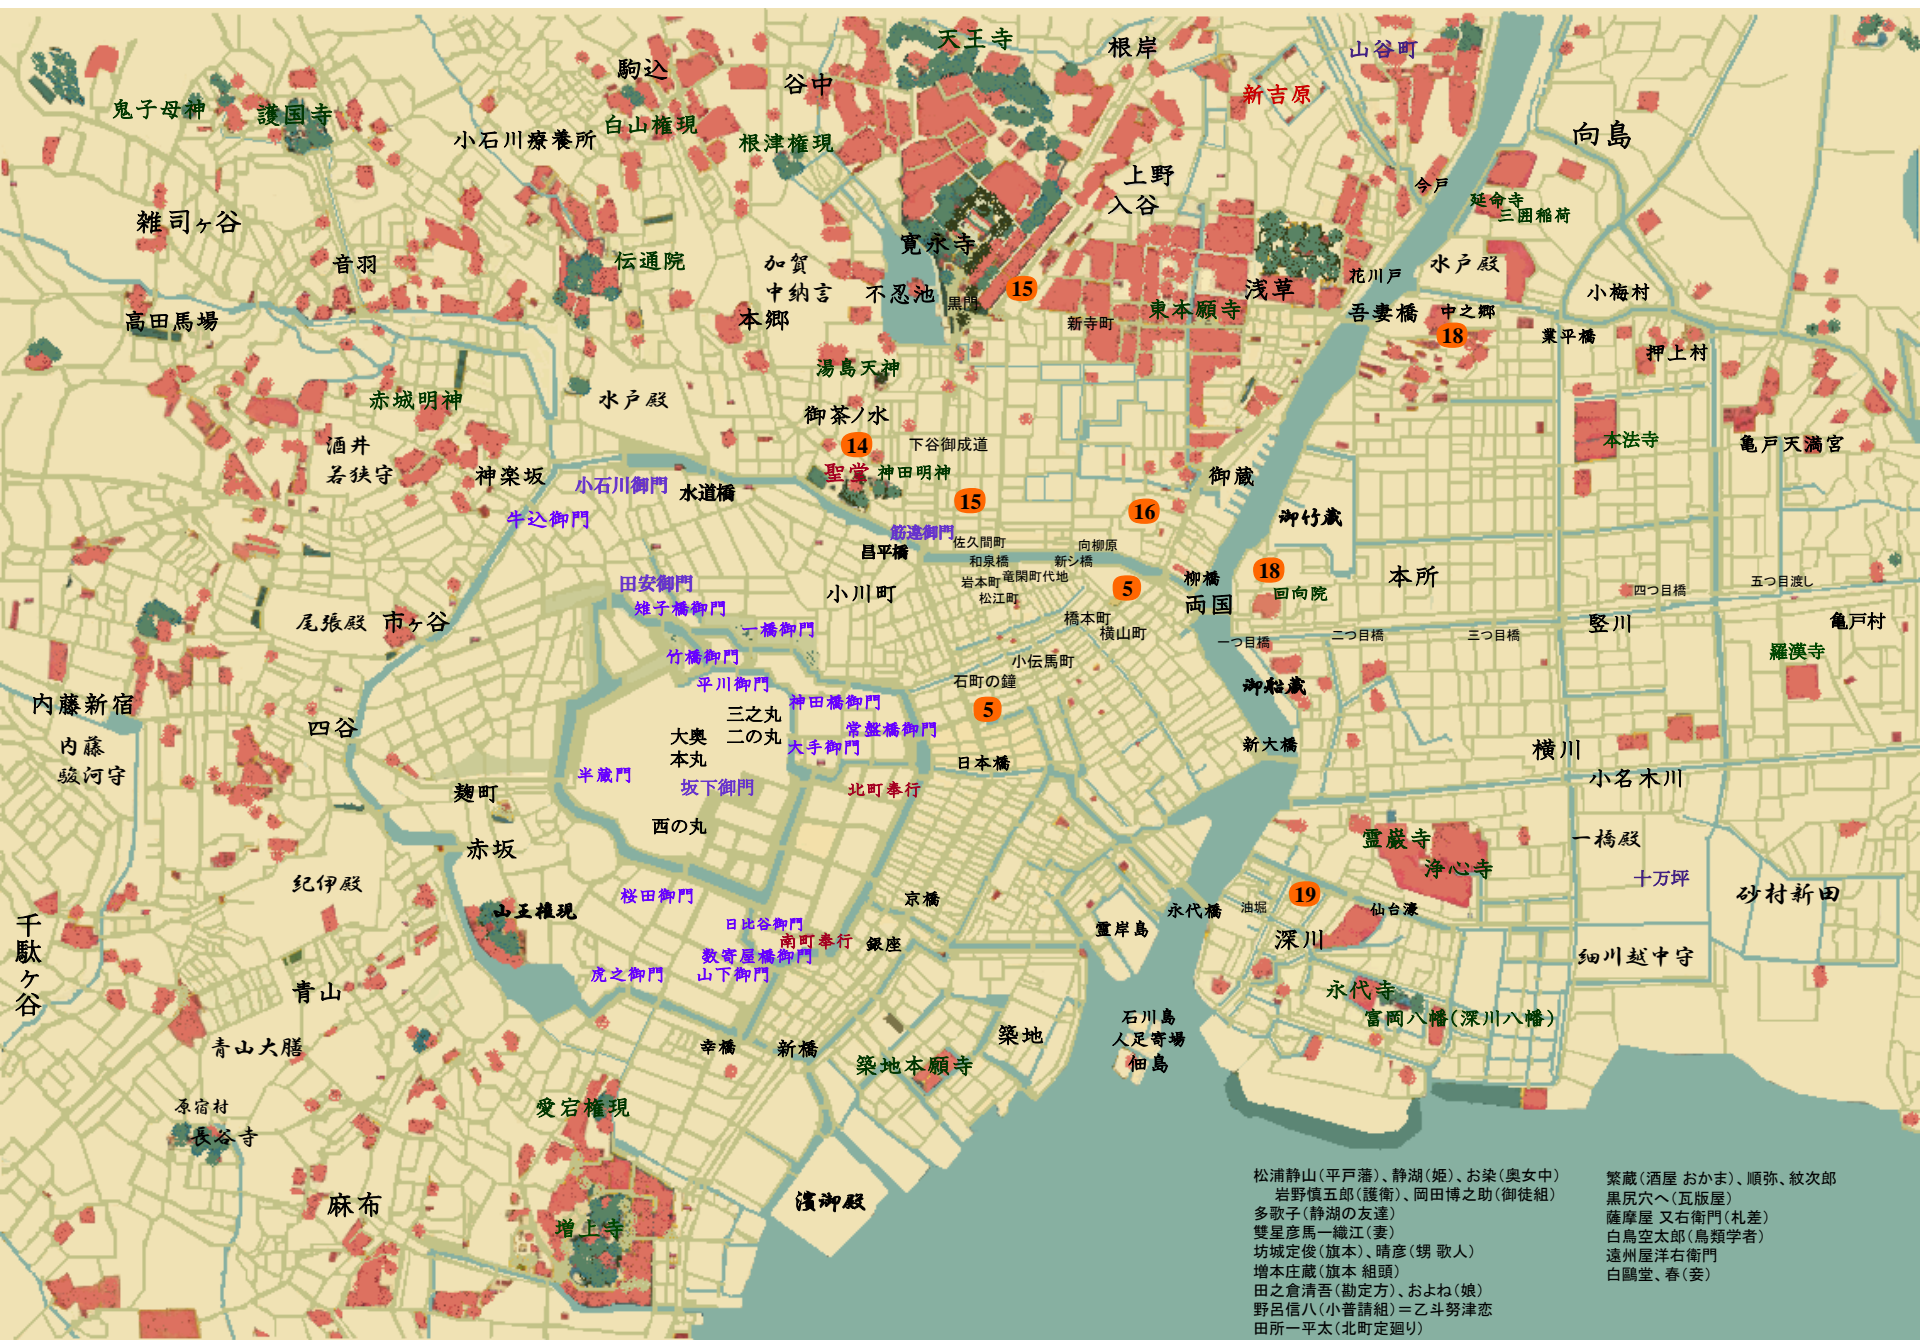 天王寺
根岸
山谷町
駒込
谷中
新吉原
鬼子母神
護国寺
白山権現
小石川療養所
根津権現
向島
上野
入谷
今戸
延命寺
三囲稲荷
雑司ヶ谷
音羽
伝通院
加賀
中納言
寛永寺
不忍池
黒門
15
浅草
花川戸
水戸殿
小梅村
高田馬場
本郷
新寺町
東本願寺
吾妻橋
中之郷
18
業平橋
押上村
湯島天神
赤城明神
水戸殿
御茶ノ水
14
下谷御成道
本法寺
亀戸天満宮
酒井
若狭守
神楽坂
小石川御門
水道橋
聖堂
神田明神
御蔵
牛込御門
15
16
御竹蔵
筋違御門
昌平橋
佐久間町
和泉橋
新シ橋
向柳原
田安御門
小川町
岩本町
竜閑町代地
松江町
5
柳橋
両国
18
回向院
本所
四つ目橋
五つ目渡し
雉子橋御門
一橋御門
尾張殿
市ヶ谷
橋本町
横山町
一つ目橋
二つ目橋
三つ目橋
竪川
亀戸村
竹橋御門
平川御門
小伝馬町
石町の鐘
羅漢寺
内藤新宿
四谷
神田橋御門
三之丸
二の丸
大奥
本丸
常盤橋御門
大手御門
5
御船蔵
内藤
駿河守
半蔵門
坂下御門
北町奉行
日本橋
新大橋
横川
小名木川
麹町
西の丸
赤坂
霊巌寺
浄心寺
一橋殿
十万坪
砂村新田
紀伊殿
山王権現
桜田御門
日比谷御門
南町奉行
数寄屋橋御門
虎之御門
山下御門
京橋
銀座
霊岸島
永代橋
油堀
19
仙台濠
深川
細川越中守
千駄ヶ谷
青山
青山大膳
永代寺
富岡八幡(深川八幡)
石川島
人足寄場
佃島
幸橋
新橋
築地
築地本願寺
原宿村
長谷寺
愛宕権現
麻布
増上寺
濱御殿
松浦静山(平戸藩)、静湖(姫)、お染(奥女中)
岩野慎五郎(護衛)、岡田博之助(御徒組)
多歌子(静湖の友達)
雙星彦馬―織江(妻)
坊城定俊(旗本)、晴彦(甥 歌人)
増本庄蔵(旗本 組頭)
田之倉清吾(勘定方)、およね(娘)
野呂信八(小普請組)＝乙斗努津恋
田所一平太(北町定廻り)
繁蔵(酒屋 おかま)、順弥、紋次郎
黒尻穴へ(瓦版屋)
薩摩屋 又右衛門(札差)
白鳥空太郎(鳥類学者)
遠州屋洋右衛門
白鷗堂、春(妾)